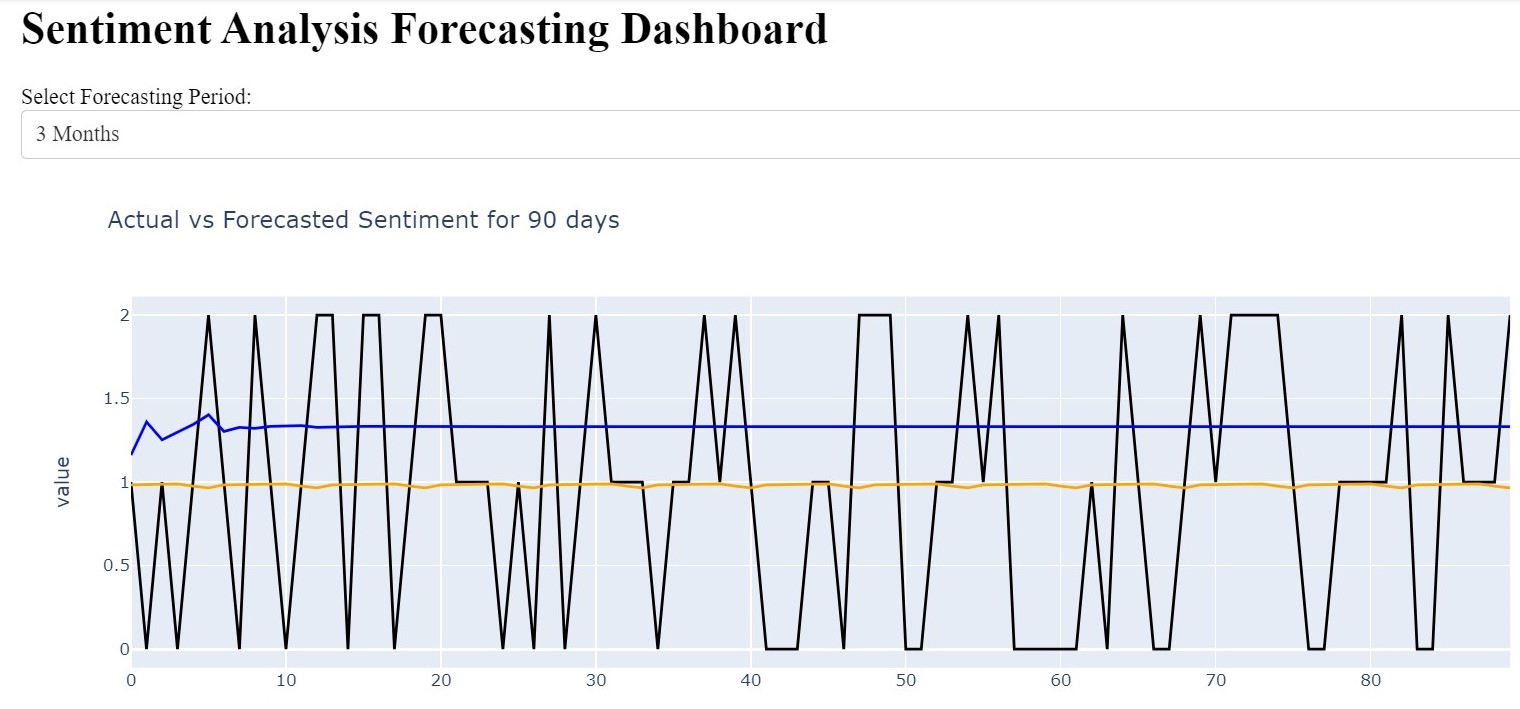 Sentiment Analysis Forecasting Dashboard
Select Forecasting Period:
3 Months
Actual vs Forecasted Sentiment for 90 days
value
2
1.5
1
0.5
0
0 10 20 30 40 50 60 70 80